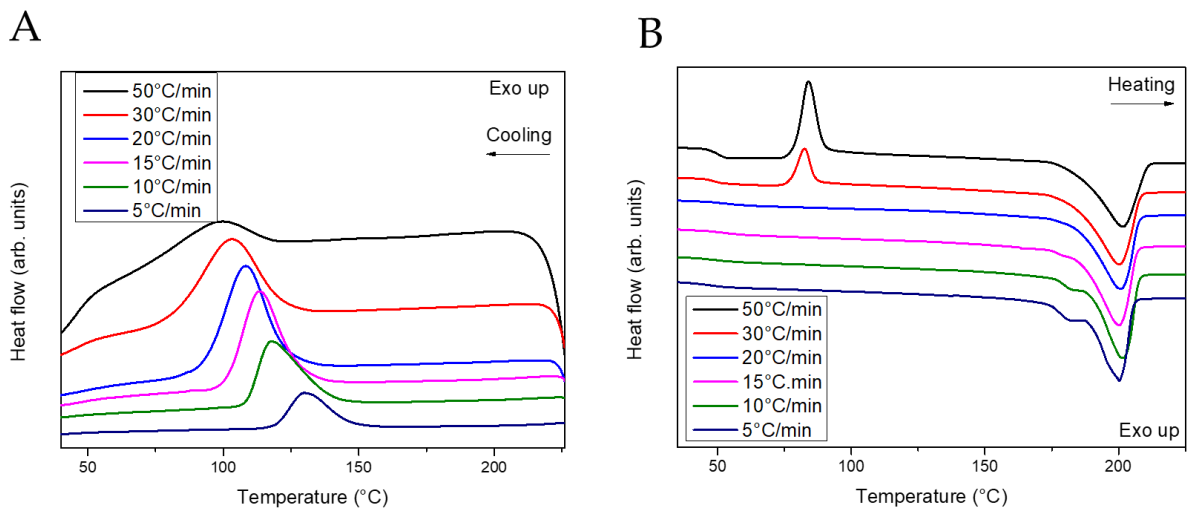 A
50°C/min
30°C/min
20°C/min
15°C/min
10°C/min
5°C/min
Exo up
Cooling
Heat flow (arb. units)
50
100
150
200
Temperature (°C)
B
Heating
Heat flow (arb. units)
50°C/min
30°C/min
20°C/min
15°C.min
10°C/min
5°C/min
Exo up
50
100
150
200
Temperature (°C)